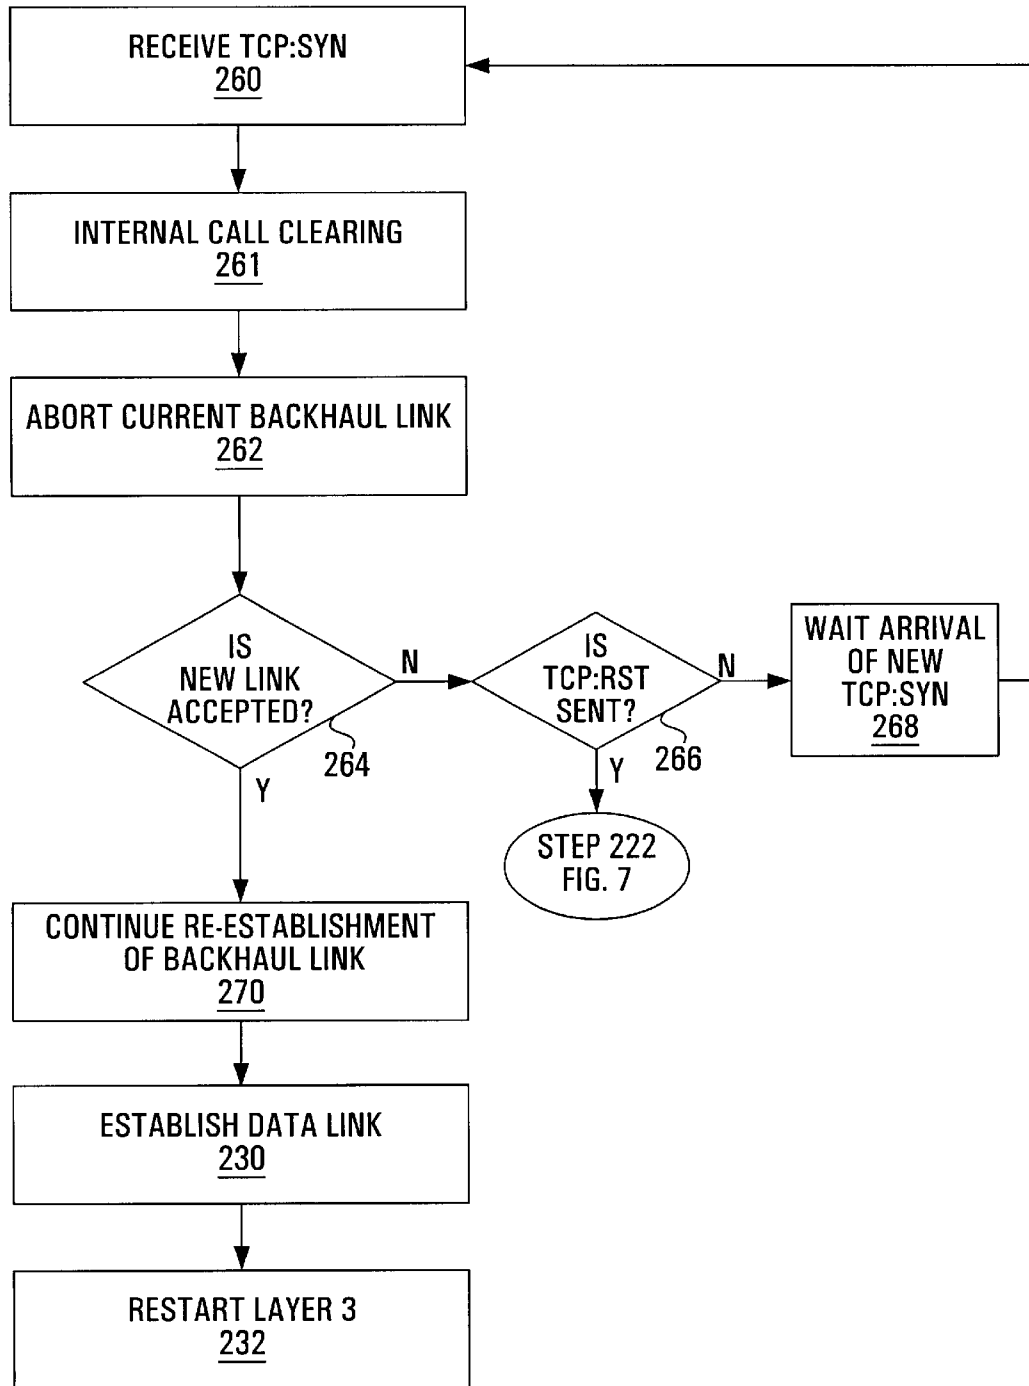 RECEIVE TCP:SYN
260
INTERNAL CALL CLEARING
261
ABORT CURRENT BACKHAUL LINK
262
IS
NEW LINK
ACCEPTED?
264
N
Y
IS
TCP:RST
SENT?
266
N
Y
WAIT ARRIVAL
OF NEW
TCP:SYN
268
STEP 222
FIG. 7
CONTINUE RE-ESTABLISHMENT
OF BACKHAUL LINK
270
ESTABLISH DATA LINK
230
RESTART LAYER 3
232